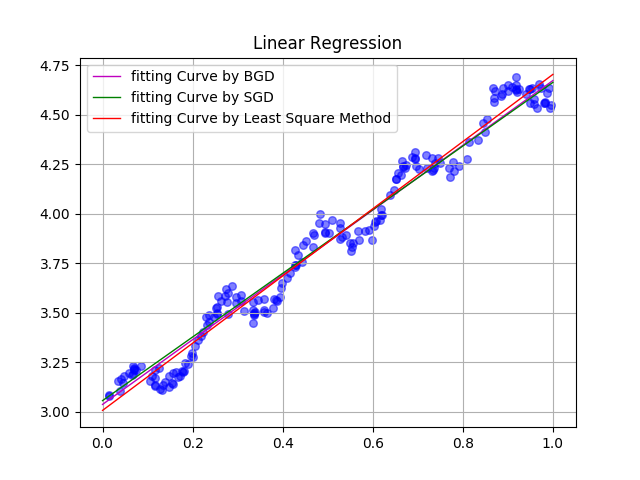 Linear Regression
fitting Curve by BGD
fitting Curve by SGD
fitting Curve by Least Square Method
4.75
4.50
4.25
4.00
3.75
3.50
3.25
3.00
0.0 0.2 0.4 0.6 0.8 1.0